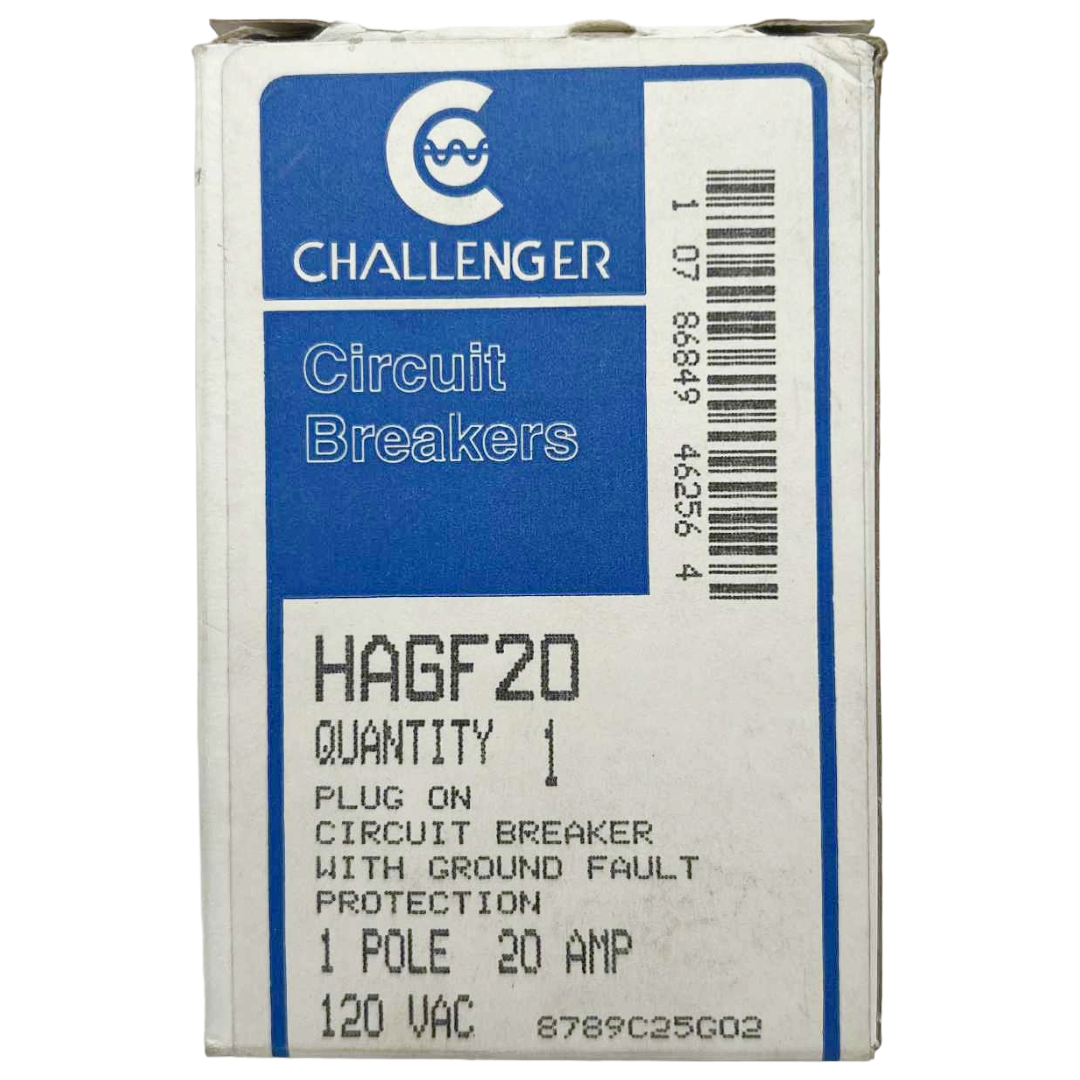 CHALLENGER
Circuit
Breakers
1 07 86849 46256 4
HAGF20
QUANTITY 1
PLUG ON
CIRCUIT BREAKER
WITH GROUND FAULT
PROTECTION
1 POLE 20 AMP
120 VAC 8789C25G02